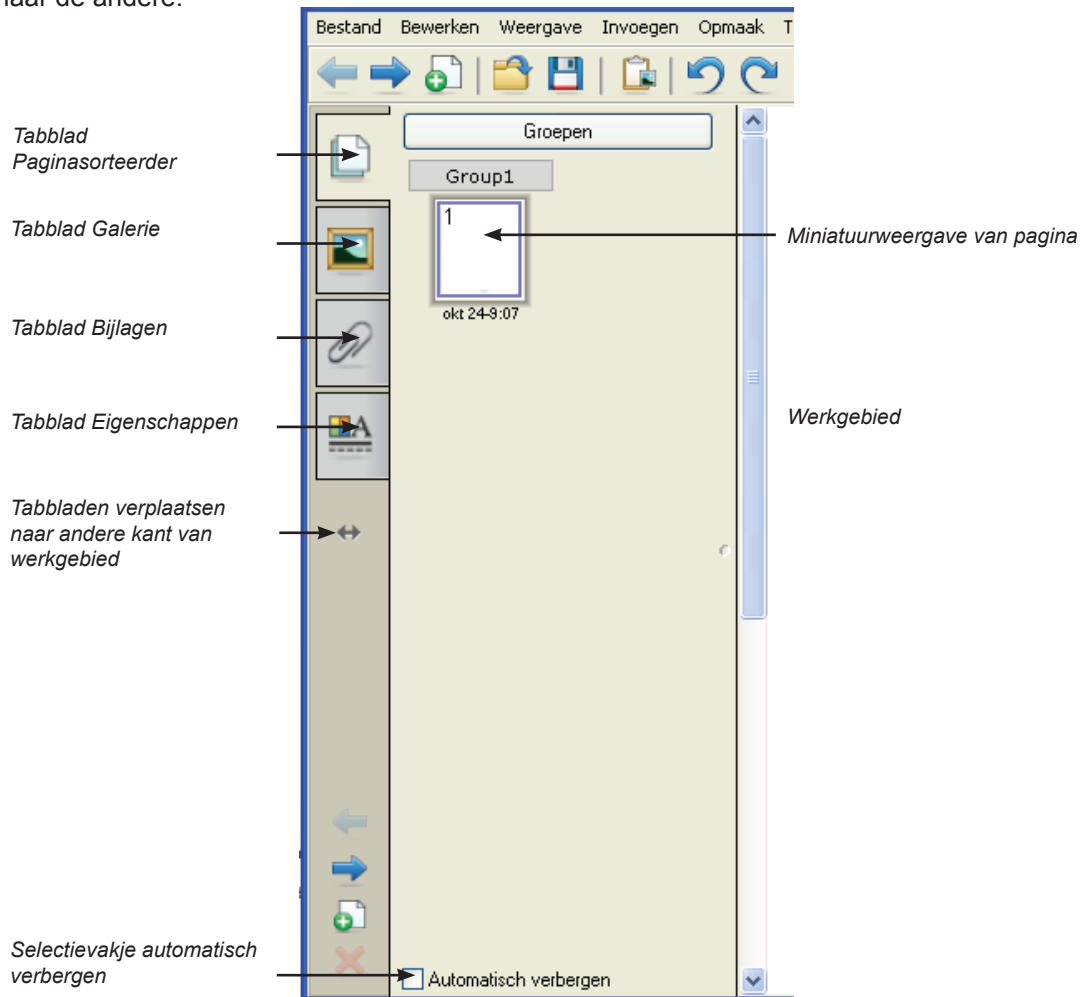 naar de andere.
Bestand Bewerken Weergave Invoegen Opmaak T
Tabblad
Paginasorteerder
Groepen
Group1
1
Tabblad Galerie
Miniatuurweergave van pagina
okt 24-9:07
Tabblad Bijlagen
Tabblad Eigenschappen
A
Werkgebied
Tabbladen verplaatsen
naar andere kant van
werkgebied
Selectievakje automatisch
verbergen
Automatisch verbergen